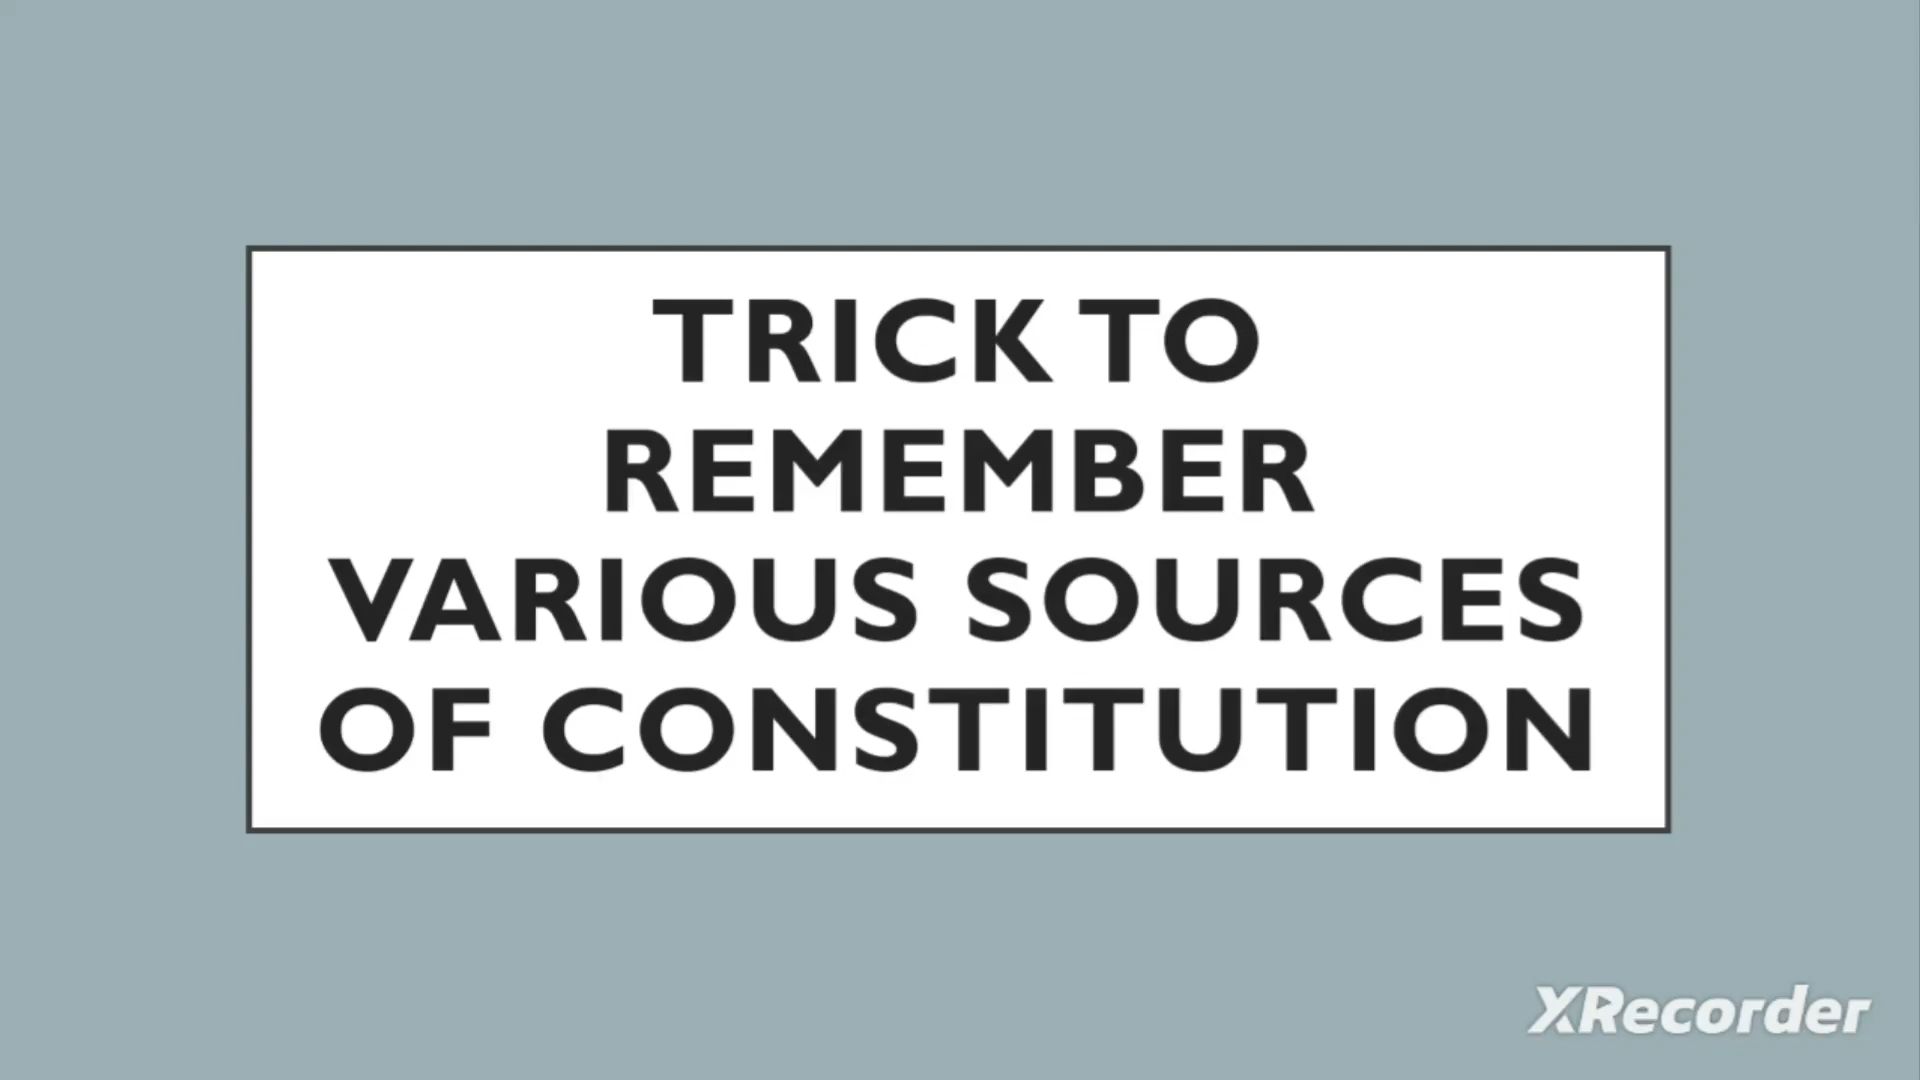 TRICK TO
REMEMBER
VARIOUS SOURCES
OF CONSTITUTION
XRecorder